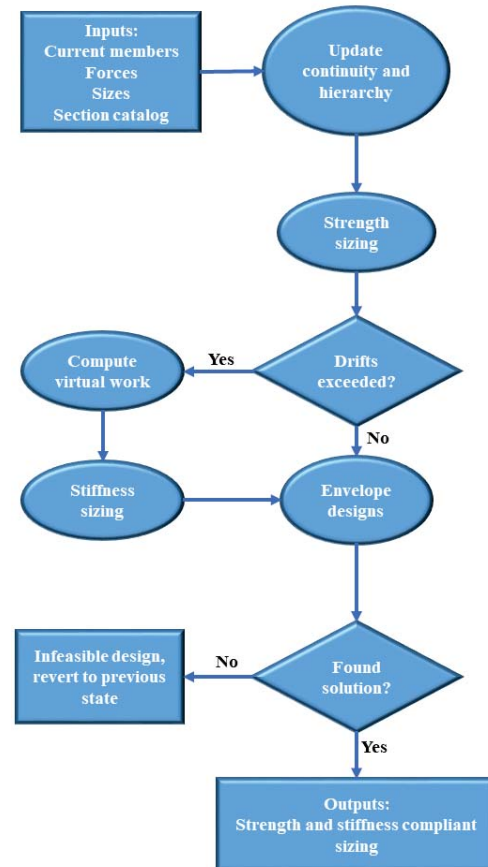 Inputs:
Current members
Forces
Sizes
Section catalog
Update
continuity and
hierarchy
Strength
sizing
Drifts
exceeded?
Yes
Compute
virtual work
No
Stiffness
sizing
Envelope
designs
Found
solution?
No
Infeasible design,
revert to previous
state
Yes
Outputs:
Strength and stiffness compliant
sizing